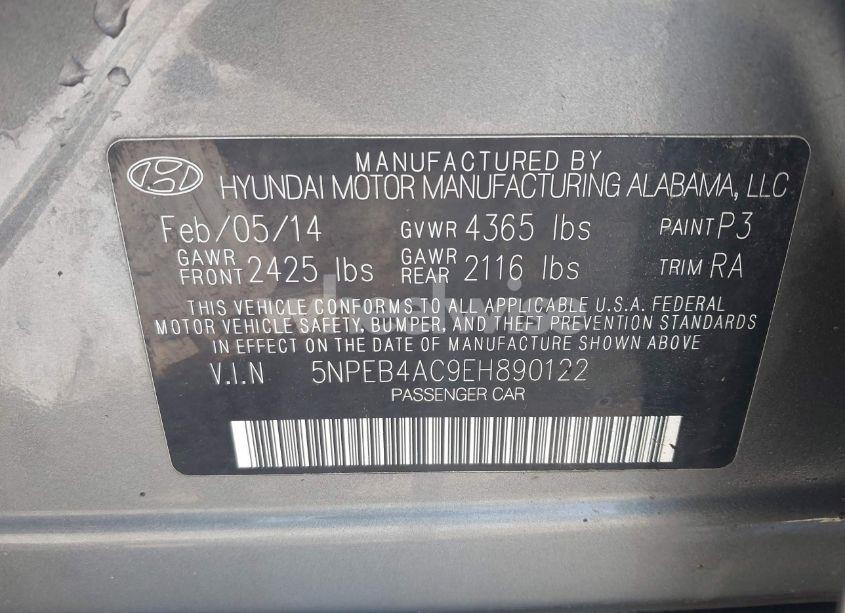 MANUFACTURED BY
HYUNDAI MOTOR MANUFACTURING ALABAMA, LLC
Feb/05/14 GVWR 4365 lbs PAINT P3
GAWR FRONT 2425 lbs GAWR REAR 2116 lbs TRIM RA
THIS VEHICLE CONFORMS TO ALL APPLICABLE U.S.A. FEDERAL
MOTOR VEHICLE SAFETY, BUMPER, AND THEFT PREVENTION STANDARDS
IN EFFECT ON THE DATE OF MANUFACTURE SHOWN ABOVE
V.I.N 5NPEB4AC9EH890122
PASSENGER CAR